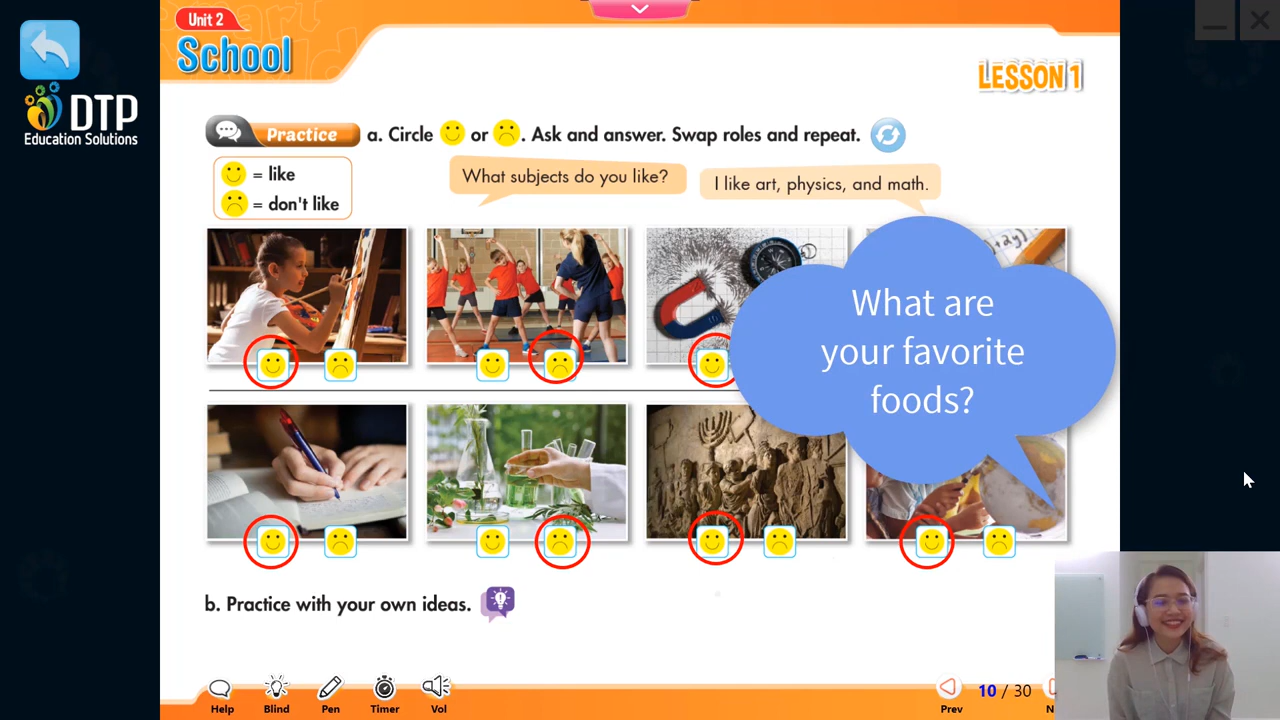 Unit 2
School
LESSON 1
DTP
Education Solutions
Practice a. Circle or . Ask and answer. Swap roles and repeat.
= like
= don't like
What subjects do you like?
I like art, physics, and math.
What are
your favorite
foods?
b. Practice with your own ideas.
Help Blind Pen Timer Vol
Prev 10 / 30